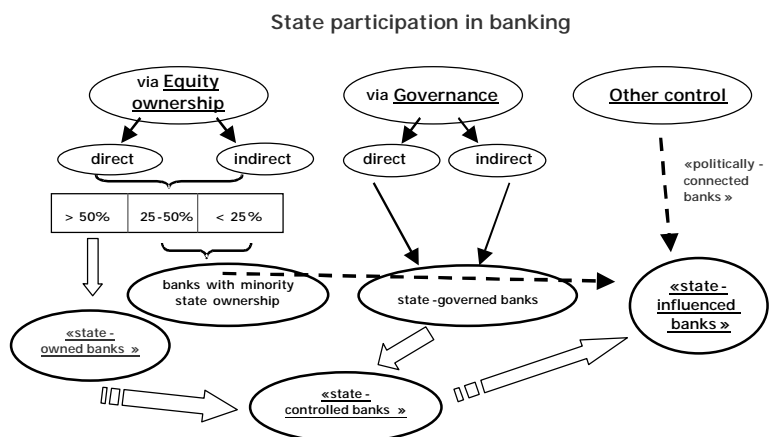 State participation in banking
via Equity
ownership
via Governance
Other control
direct
indirect
direct
indirect
«politically -
connected
banks »
> 50%
25-50%
< 25%
banks with minority
state ownership
state -governed banks
«state -
influenced
banks »
«state -
owned banks »
«state -
controlled banks »